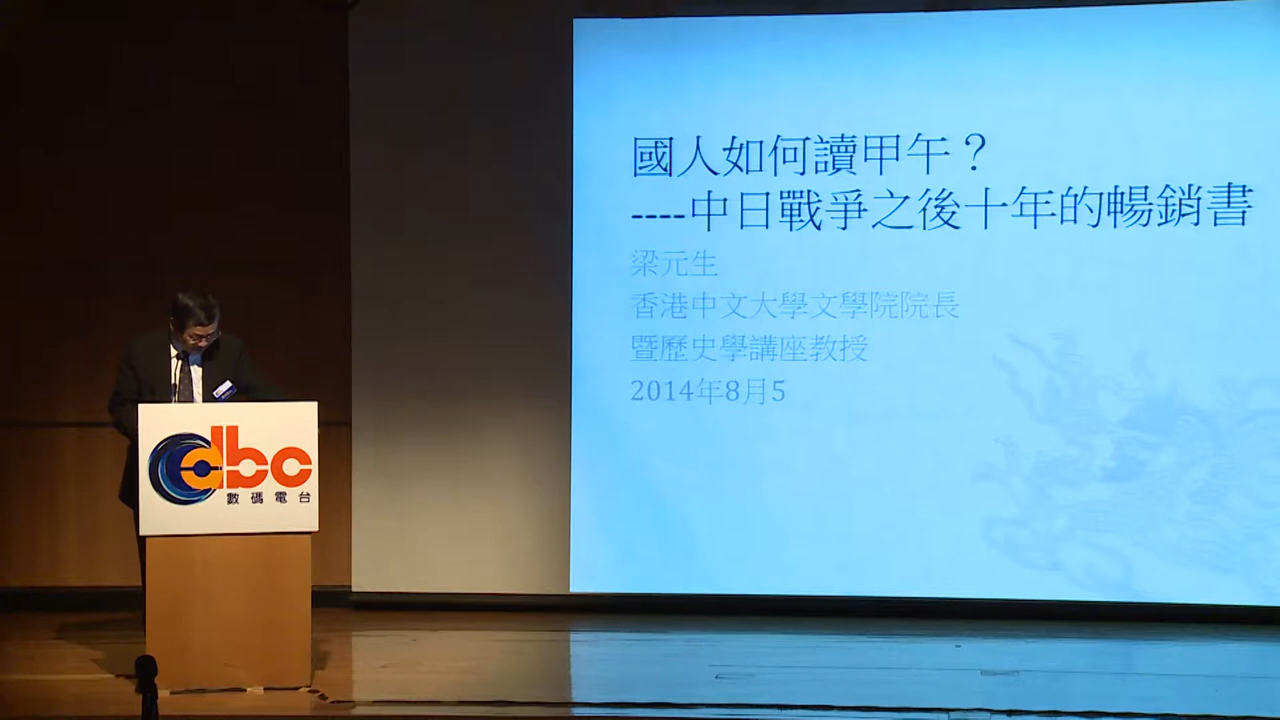 國人如何讀甲午？
----中日戰爭之後十年的暢銷書
梁元生
香港中文大學文學院院長
暨歷史學講座教授
2014年8月5
dbc
數碼電台